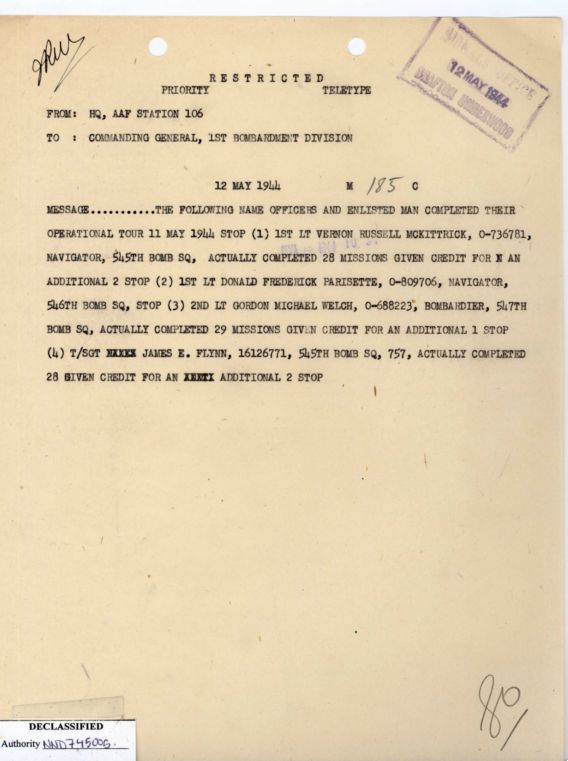 12 MAY 1944
GRAFTON UNDERWOOD
RESTRICTED
PRIORITY TELETYPE
FROM: HQ, AAF STATION 106
TO : COMMANDING GENERAL, 1ST BOMBARDMENT DIVISION
12 MAY 1944 M 185 C
MESSAGE...........THE FOLLOWING NAME OFFICERS AND ENLISTED MAN COMPLETED THEIR
OPERATIONAL TOUR 11 MAY 1944 STOP (1) 1ST LT VERNON RUSSELL MCKITTRICK, O-736781,
NAVIGATOR, 545TH BOMB SQ, ACTUALLY COMPLETED 28 MISSIONS GIVEN CREDIT FOR AN
ADDITIONAL 2 STOP (2) 1ST LT DONALD FREDERICK PARISETTE, O-809706, NAVIGATOR,
546TH BOMB SQ, STOP (3) 2ND LT GORDON MICHAEL WELCH, O-688223, BOMBARDIER, 547TH
BOMB SQ, ACTUALLY COMPLETED 29 MISSIONS GIVEN CREDIT FOR AN ADDITIONAL 1 STOP
(4) T/SGT JAMES E. FLYNN, 16126771, 545TH BOMB SQ, 757, ACTUALLY COMPLETED
28 GIVEN CREDIT FOR AN ADDITIONAL 2 STOP
80/
DECLASSIFIED
Authority NND745005.